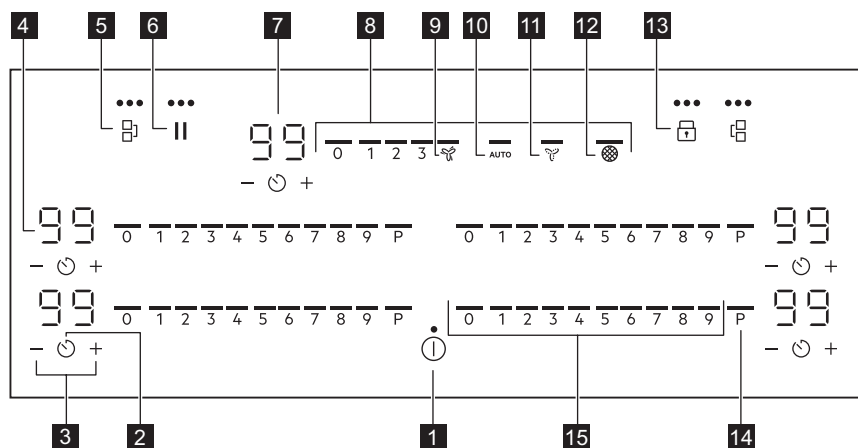 4 5 6 7 8 9 10 11 12 13
99 0 1 2 3 AUTO
− +
99 0 1 2 3 4 5 6 7 8 9 P 0 1 2 3 4 5 6 7 8 9 P 99
− + − +
99 0 1 2 3 4 5 6 7 8 9 P 0 1 2 3 4 5 6 7 8 9 P 99
− + − +
3 2 1 15 14